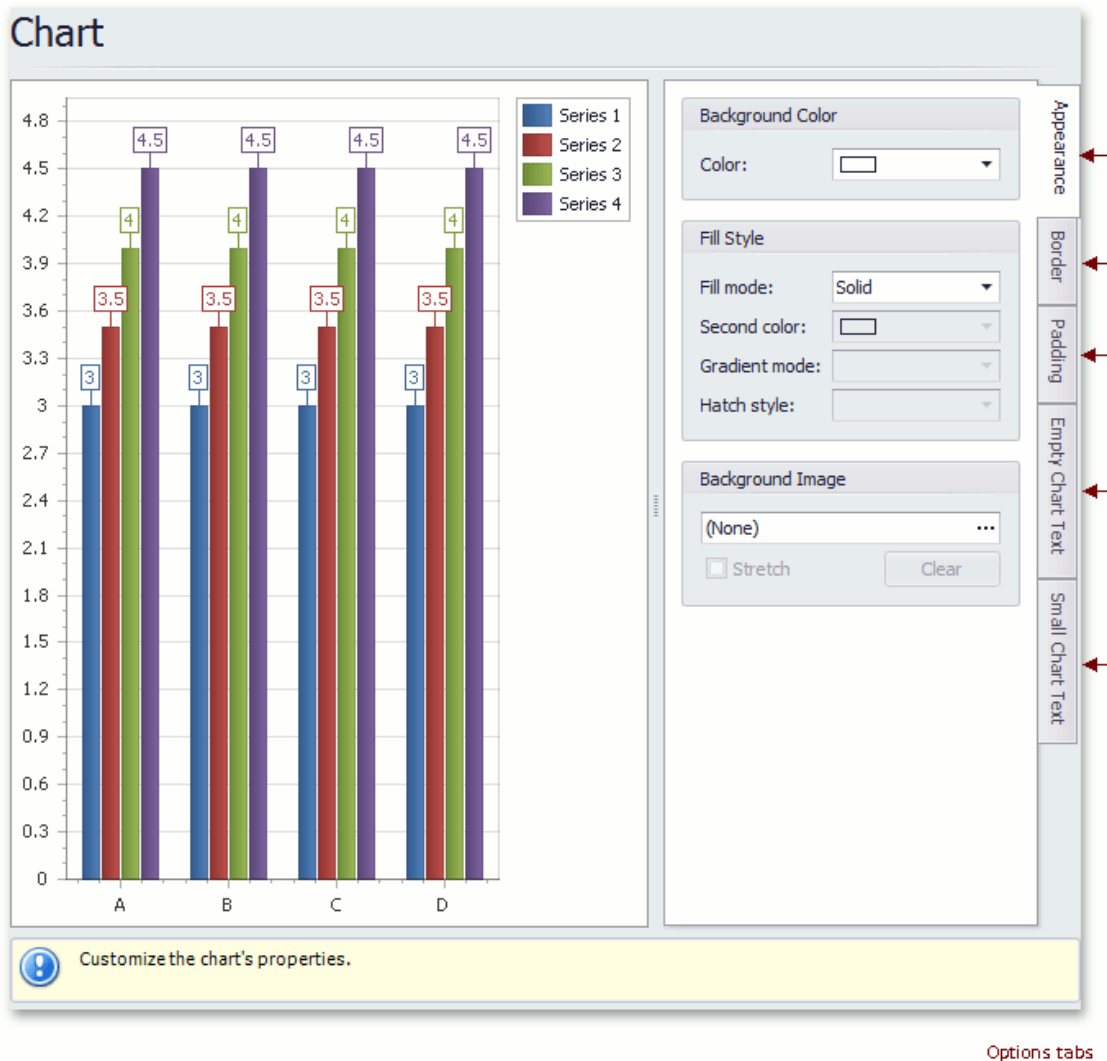 Chart
4.8
4.5
4.2
3.9
3.6
3.3
3
2.7
2.4
2.1
1.8
1.5
1.2
0.9
0.6
0.3
0
4.5 4.5 4.5 4.5
4 4 4 4
3.5 3.5 3.5 3.5
3 3 3 3
A B C D
Series 1
Series 2
Series 3
Series 4
Background Color
Color:
Fill Style
Fill mode: Solid
Second color:
Gradient mode:
Hatch style:
Background Image
(None) ...
Stretch Clear
Appearance
Border
Padding
Empty Chart Text
Small Chart Text
Customize the chart's properties.
Options tabs